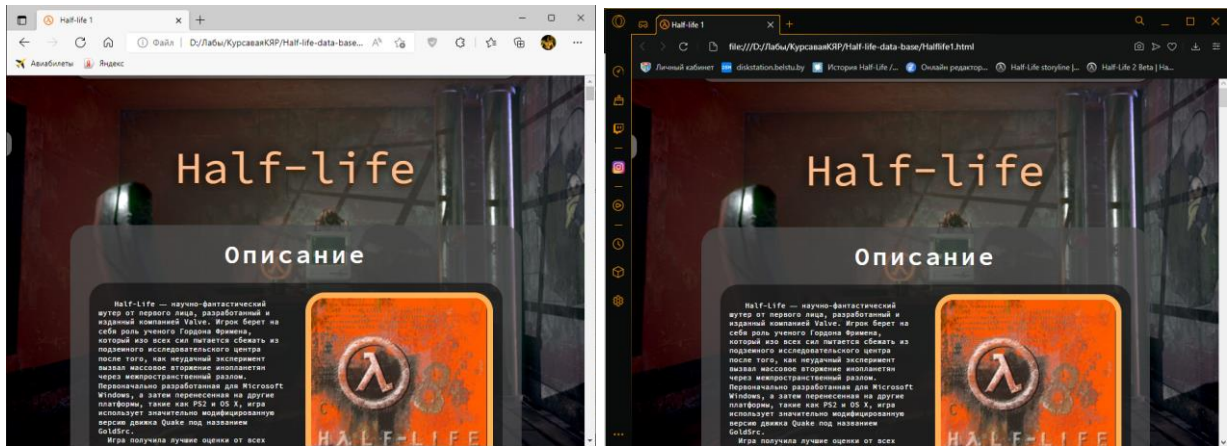 Half-life 1
Файл
D:/Лабы/КурсаваяКЯР/Half-life-data-base...
Авиабилеты
Яндекс
Half-life
Описание
Half-Life — научно-фантастический
шутер от первого лица, разработанный и
изданный компанией Valve. Игрок берет на
себя роль ученого Гордона Фримена,
который изо всех сил пытается сбежать из
подземного исследовательского центра
после того, как неудачный эксперимент
вызвал массовое вторжение инопланетян
через межпространственный разлом.
Первоначально разработанная для Microsoft
Windows, а затем перенесенная на другие
платформы, такие как PS2 и OS X, игра
использует значительно модифицированную
версию движка Quake под названием
GoldSrc.
Игра получила лучшие оценки от всех
HALF-LIFE
Half-life 1
file:///D:/Лабы/КурсаваяКЯР/Half-life-data-base/Halflife1.html
Личный кабинет
diskstation.belstu.by
История Half-Life /...
Онлайн редактор...
Half-Life storyline |...
Half-Life 2 Beta | На...
Half-life
Описание
Half-Life — научно-фантастический
шутер от первого лица, разработанный и
изданный компанией Valve. Игрок берет на
себя роль ученого Гордона Фримена,
который изо всех сил пытается сбежать из
подземного исследовательского центра
после того, как неудачный эксперимент
вызвал массовое вторжение инопланетян
через межпространственный разлом.
Первоначально разработанная для Microsoft
Windows, а затем перенесенная на другие
платформы, такие как PS2 и OS X, игра
использует значительно модифицированную
версию движка Quake под названием
GoldSrc.
Игра получила лучшие оценки от всех
HALF-LIFE